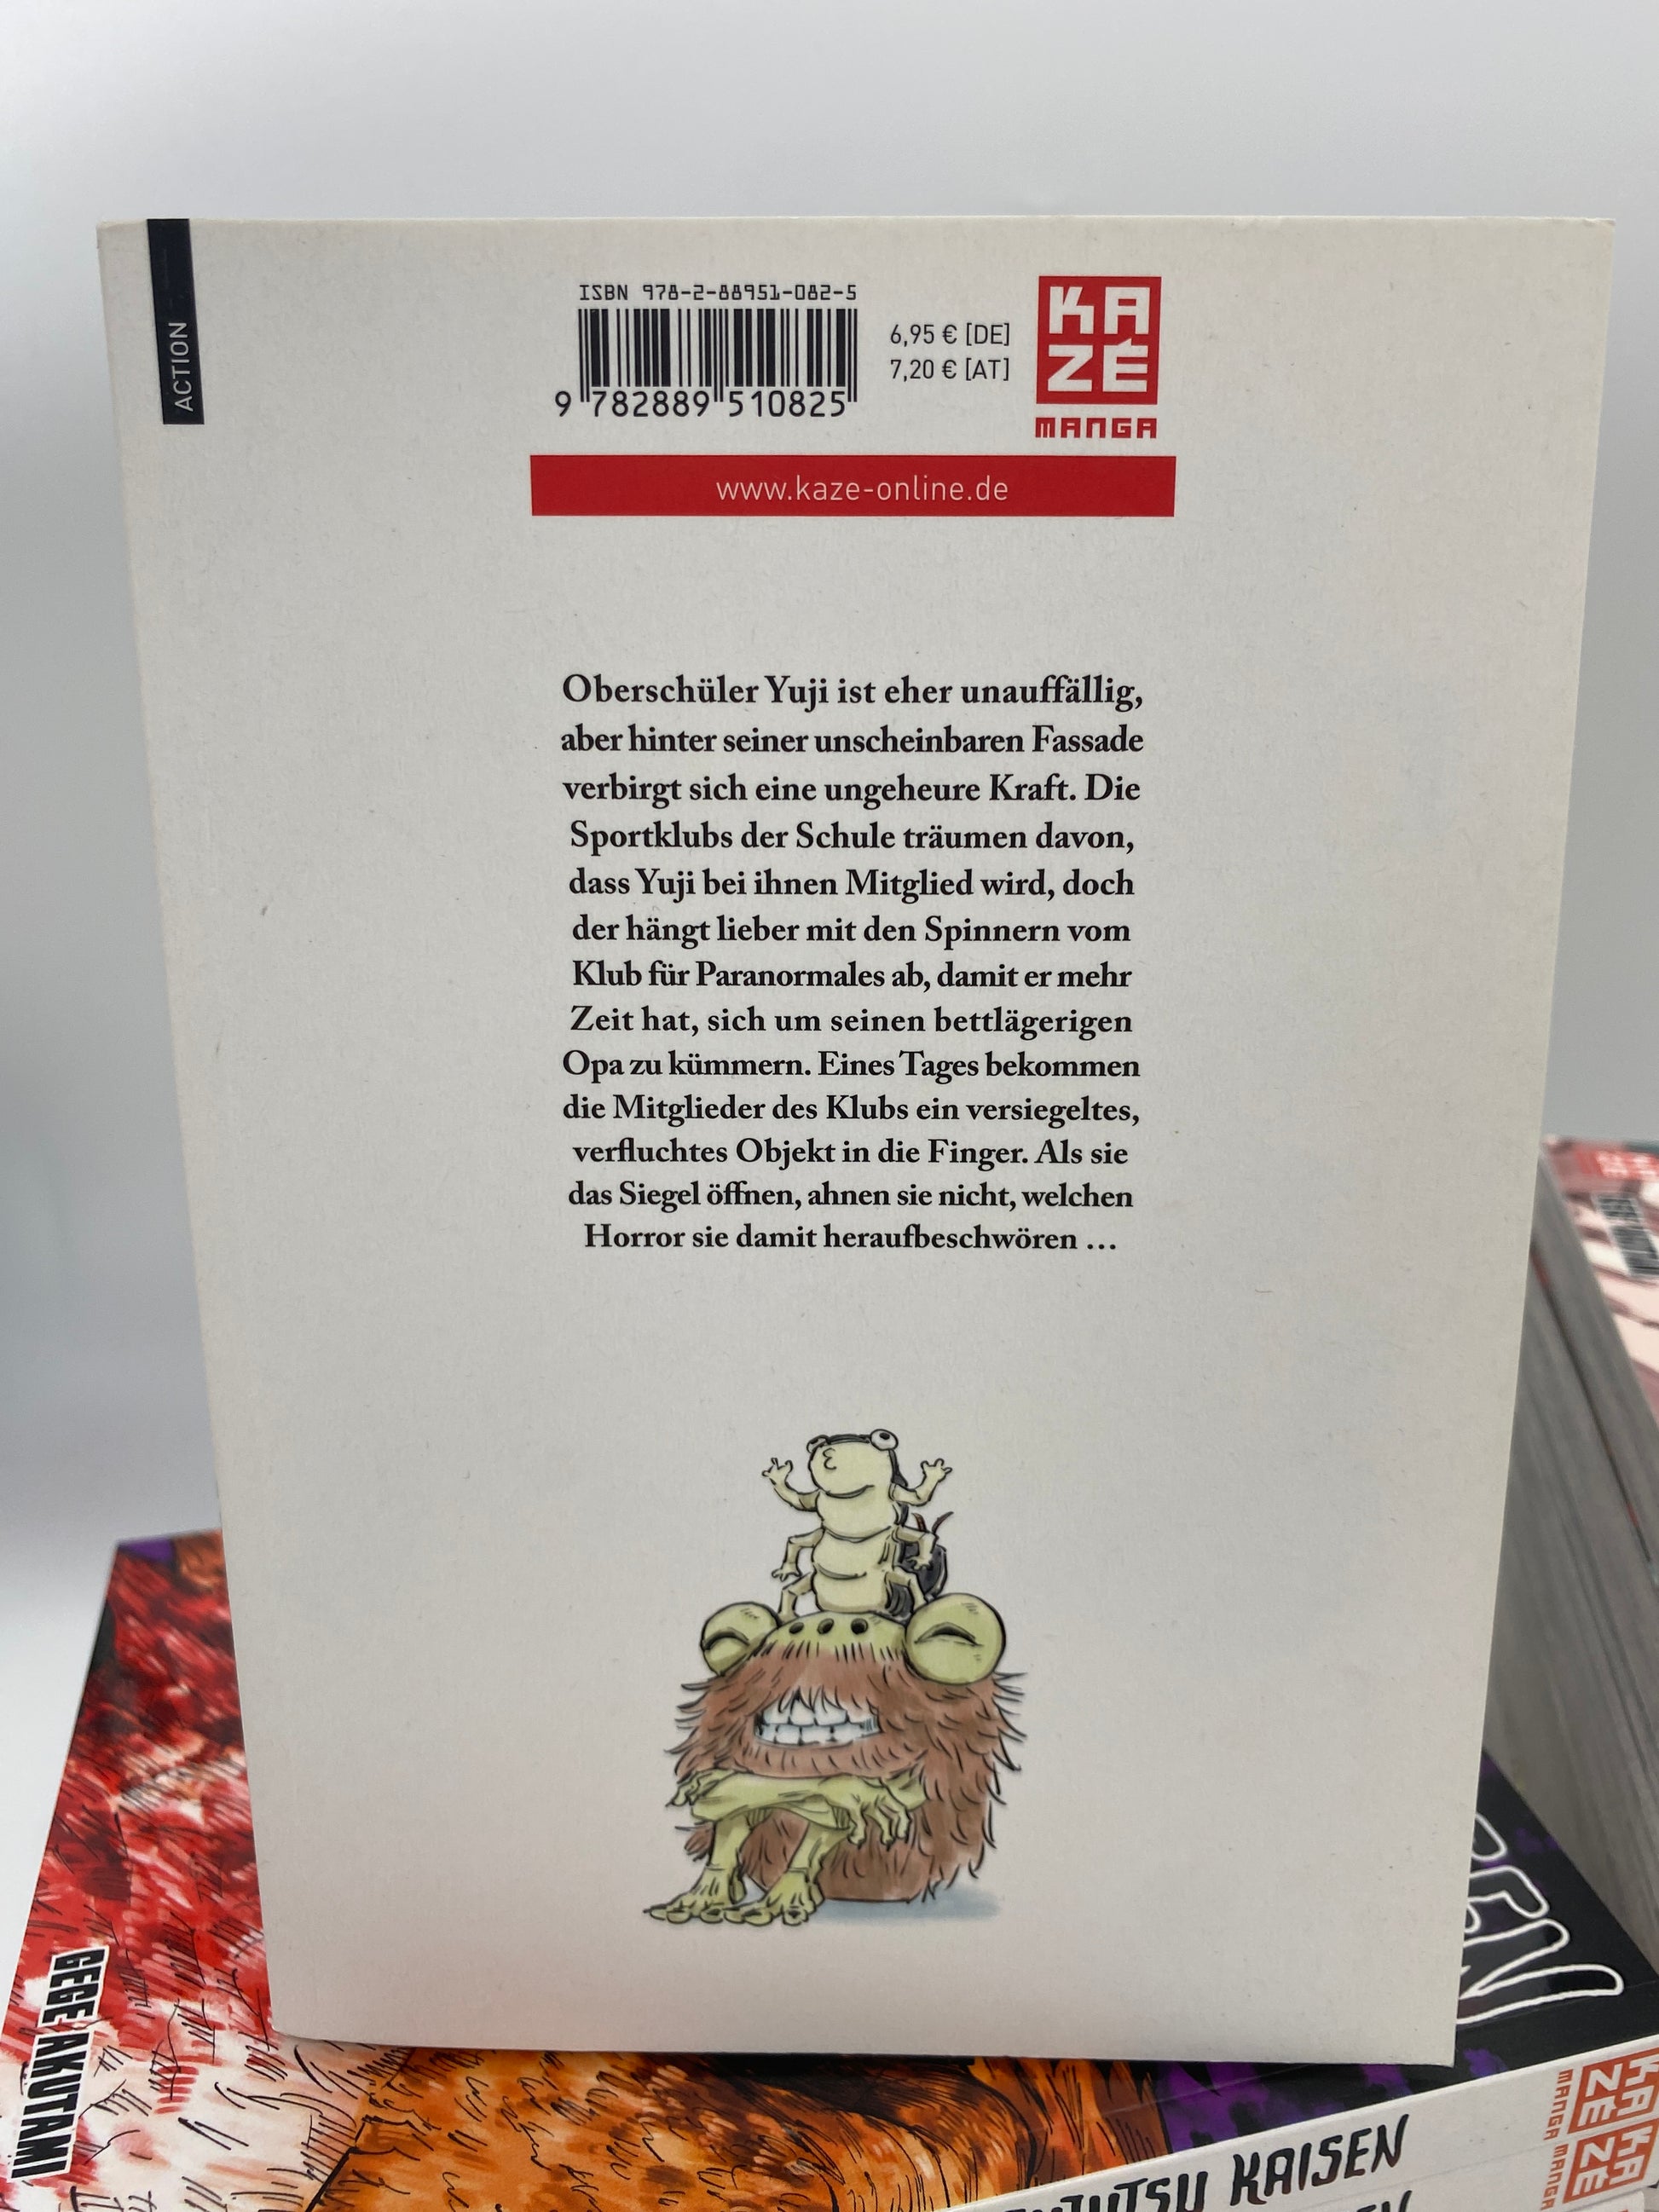 ACTION
ISBN 978-2-88951-082-5
9 782889 510825
6,95 € [DE]
7,20 € [AT]
KA
ZÉ
MANGA
www.kaze-online.de
Oberschüler Yuji ist eher unauffällig,
aber hinter seiner unscheinbaren Fassade
verbirgt sich eine ungeheure Kraft. Die
Sportklubs der Schule träumen davon,
dass Yuji bei ihnen Mitglied wird, doch
der hängt lieber mit den Spinnern vom
Klub für Paranormales ab, damit er mehr
Zeit hat, sich um seinen bettlägerigen
Opa zu kümmern. Eines Tages bekommen
die Mitglieder des Klubs ein versiegeltes,
verfluchtes Objekt in die Finger. Als sie
das Siegel öffnen, ahnen sie nicht, welchen
Horror sie damit heraufbeschwören …
GEGE AKUTAMI
KAISEN
KA
ZÉ
MANGA
KA
ZÉ
MANGA